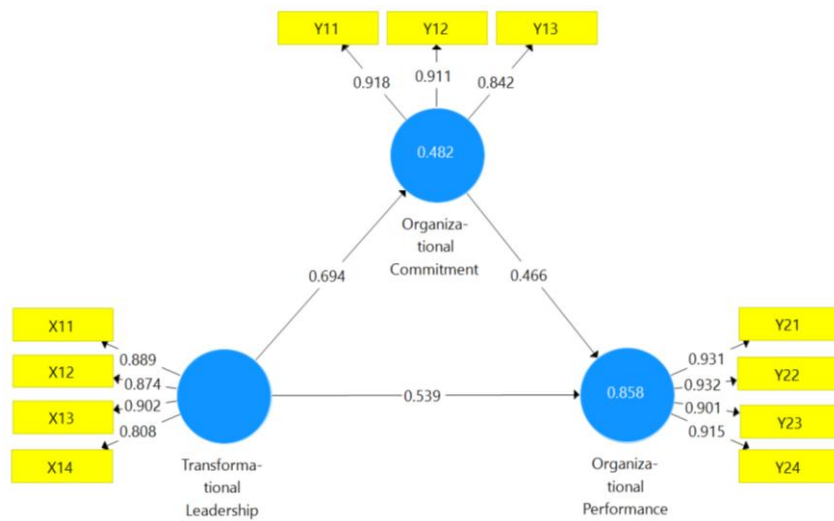 Y11
Y12
Y13
0.918
0.911
0.842
0.482
Organiza-
tional
Commitment
0.694
0.466
X11
X12
X13
X14
0.889
0.874
0.902
0.808
Transforma-
tional
Leadership
0.539
0.858
Organiza-
tional
Performance
0.931
0.932
0.901
0.915
Y21
Y22
Y23
Y24